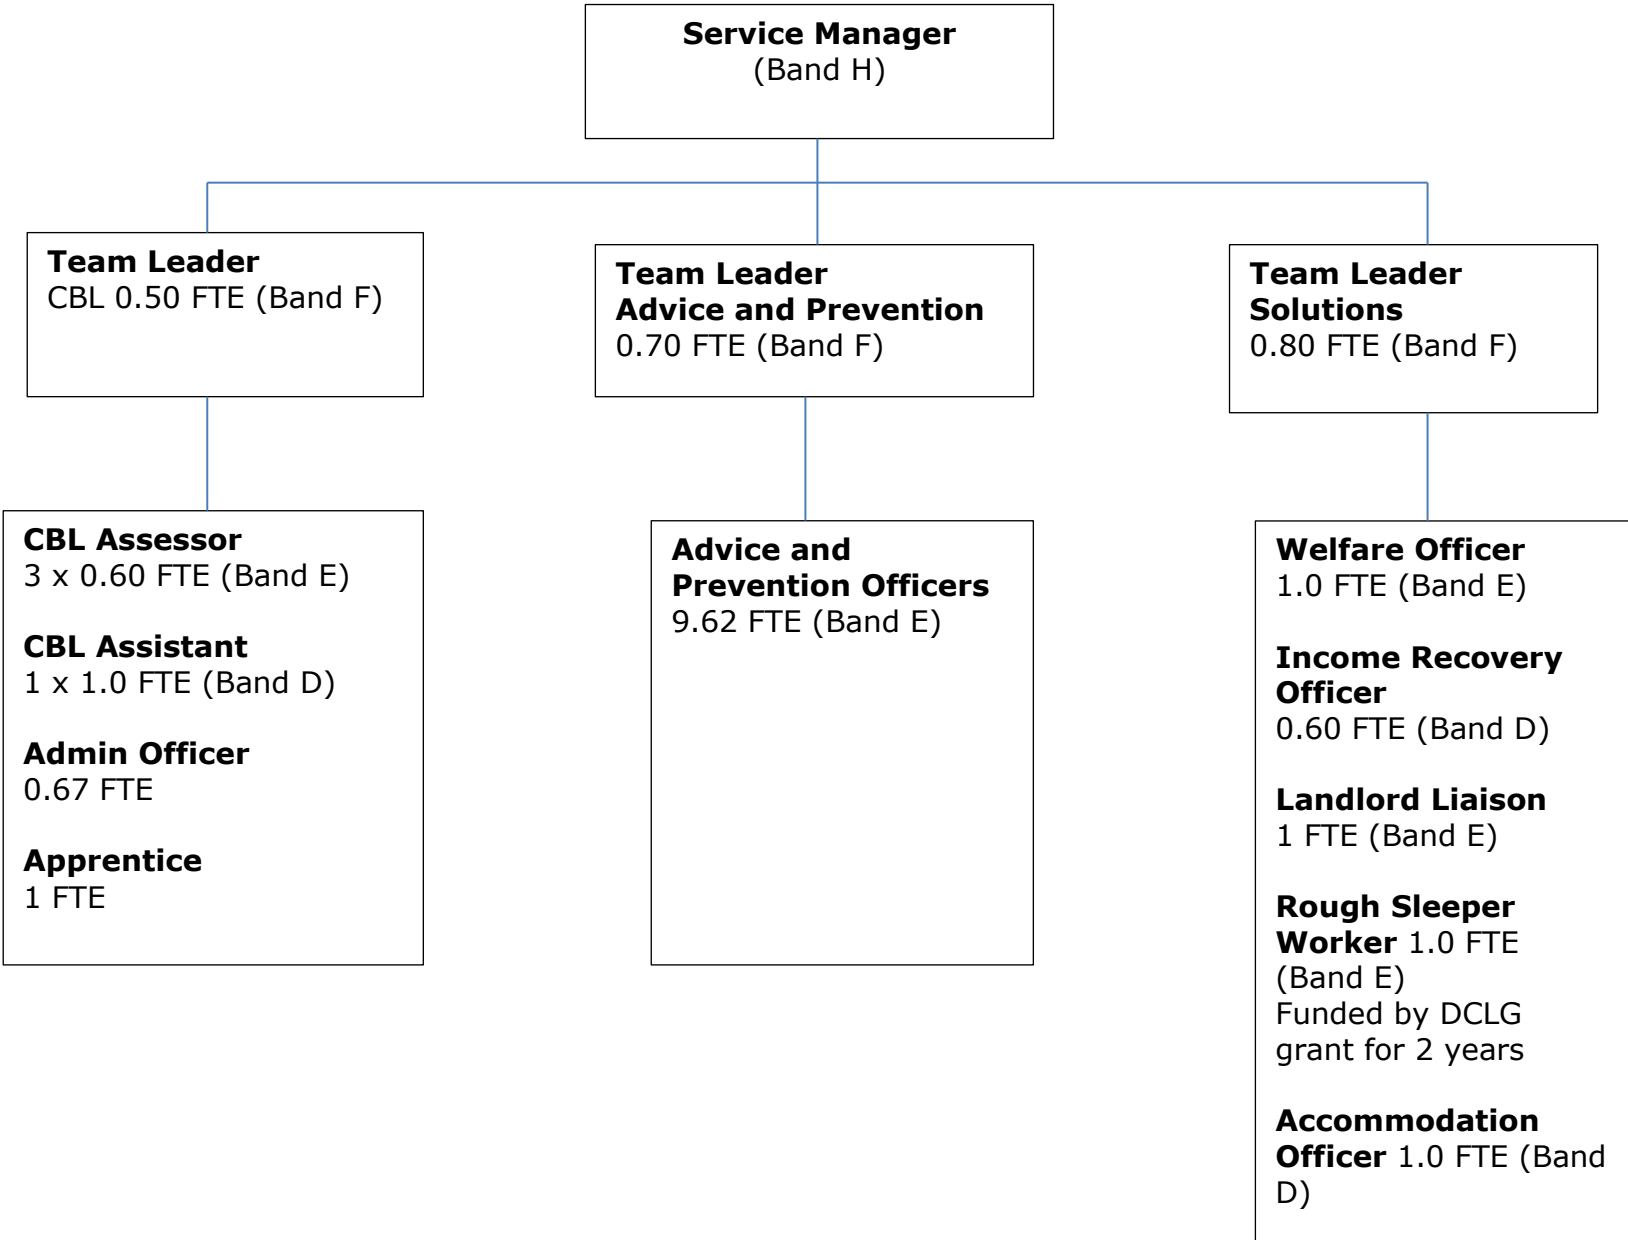 Service Manager
(Band H)
Team Leader
CBL 0.50 FTE (Band F)
Team Leader
Advice and Prevention
0.70 FTE (Band F)
Team Leader
Solutions
0.80 FTE (Band F)
CBL Assessor
3 x 0.60 FTE (Band E)
CBL Assistant
1 x 1.0 FTE (Band D)
Admin Officer
0.67 FTE
Apprentice
1 FTE
Advice and
Prevention Officers
9.62 FTE (Band E)
Welfare Officer
1.0 FTE (Band E)
Income Recovery
Officer
0.60 FTE (Band D)
Landlord Liaison
1 FTE (Band E)
Rough Sleeper
Worker 1.0 FTE
(Band E)
Funded by DCLG
grant for 2 years
Accommodation
Officer 1.0 FTE (Band
D)